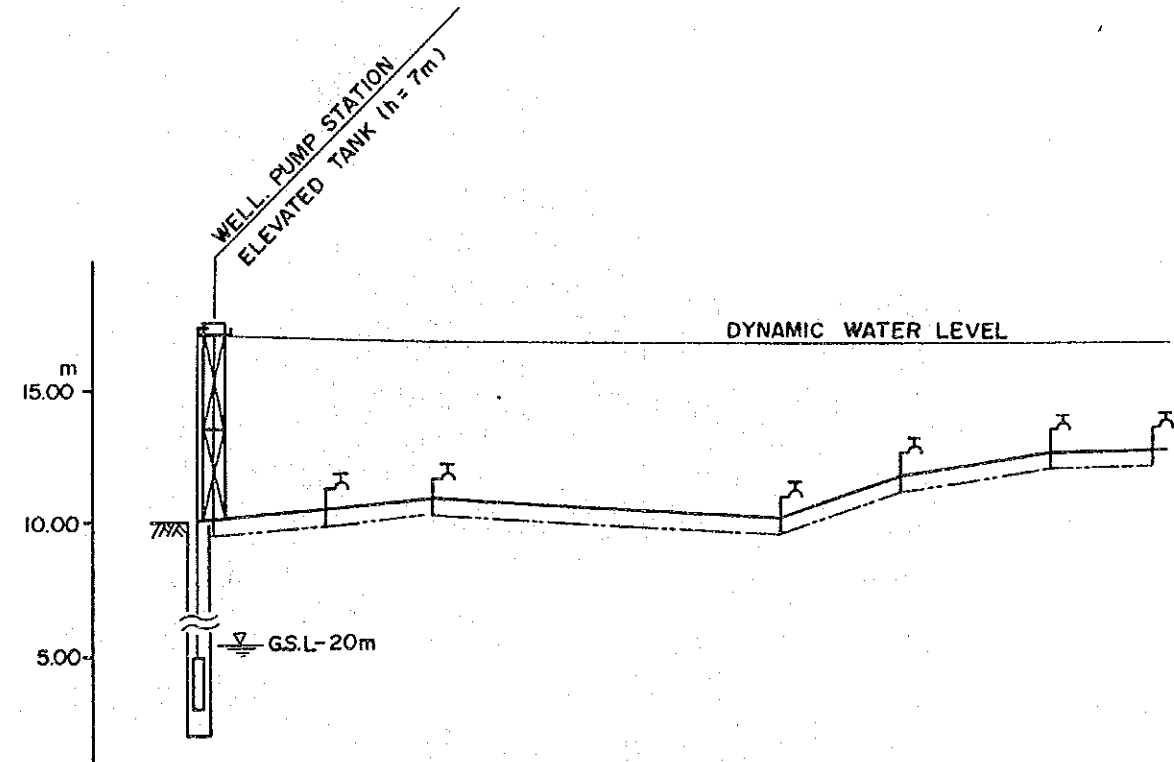 WELL. PUMP STATION
ELEVATED TANK (h = 7m)
DYNAMIC WATER LEVEL
m
15.00
10.00
G.S.L-20m
5.00